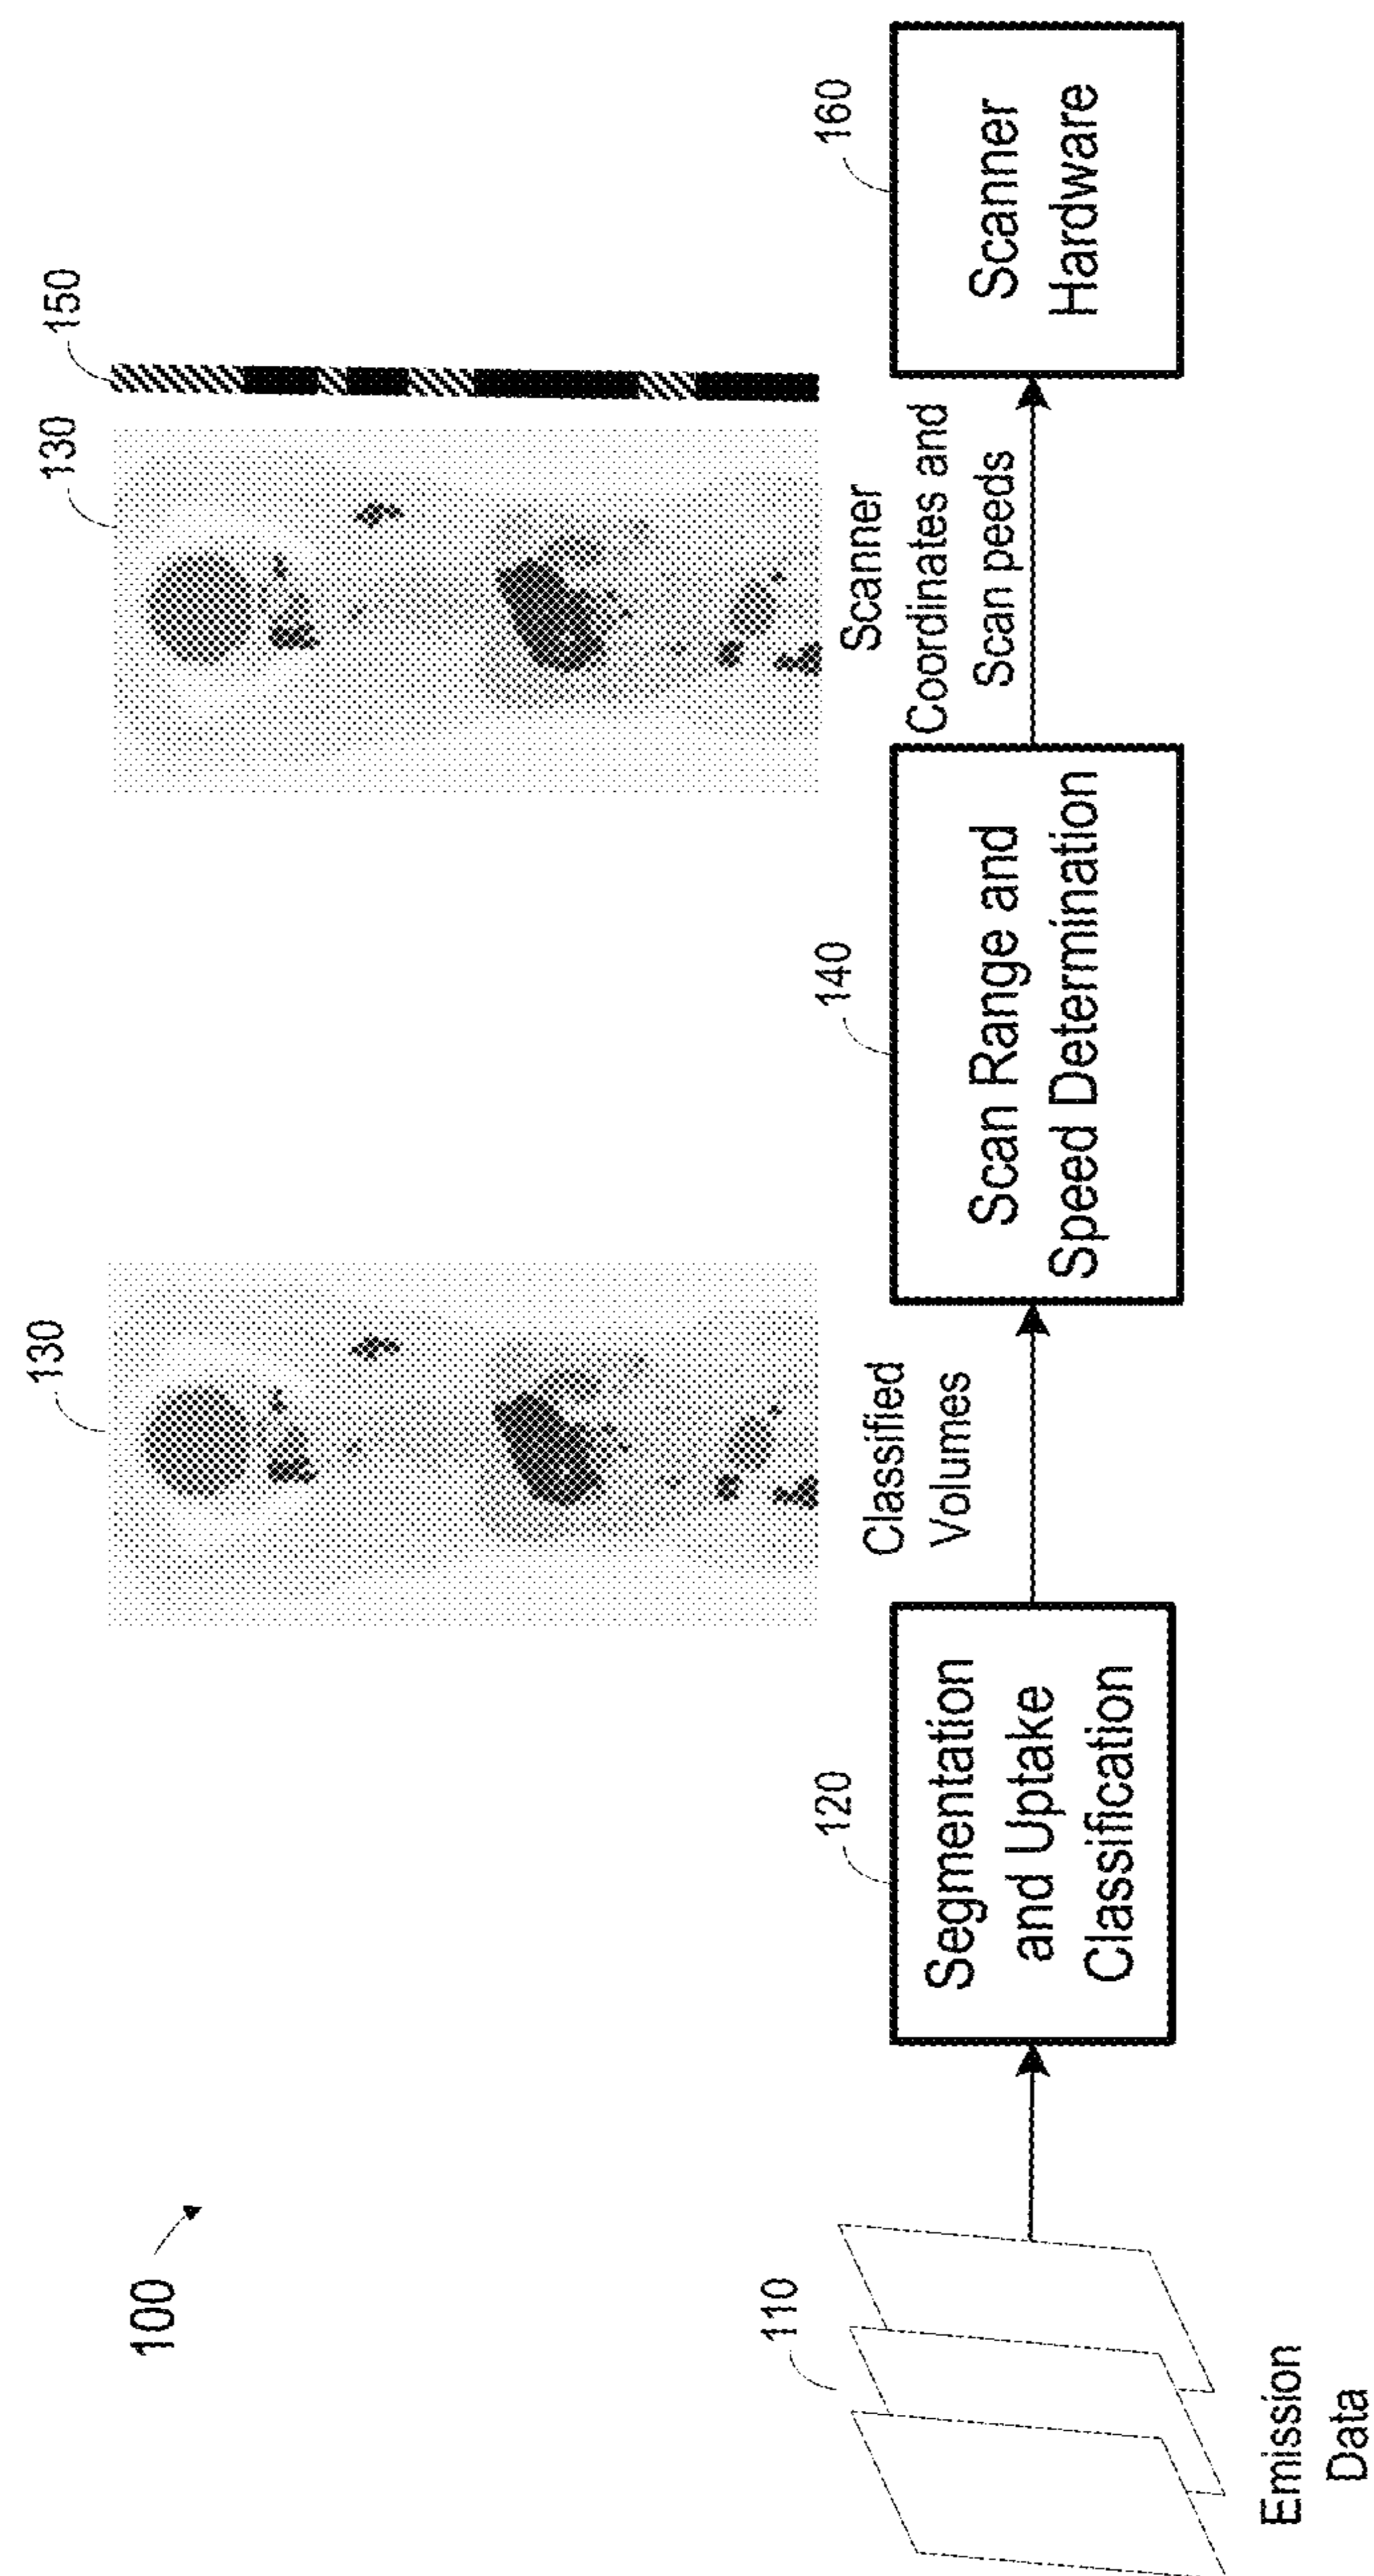 100
110
Emission
Data
120
Segmentation
and Uptake
Classification
130
Classified
Volumes
140
Scan Range and
Speed Determination
130
150
Scanner
Coordinates and
Scan peeds
160
Scanner
Hardware